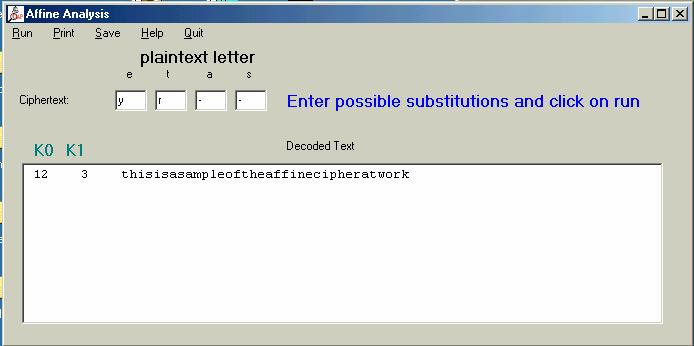 Affine Analysis
Run Print Save Help Quit
plaintext letter
e t a s
Ciphertext: y r - - Enter possible substitutions and click on run
K0 K1 Decoded Text
12 3 thisisasampleoftheaffinecipheratwork